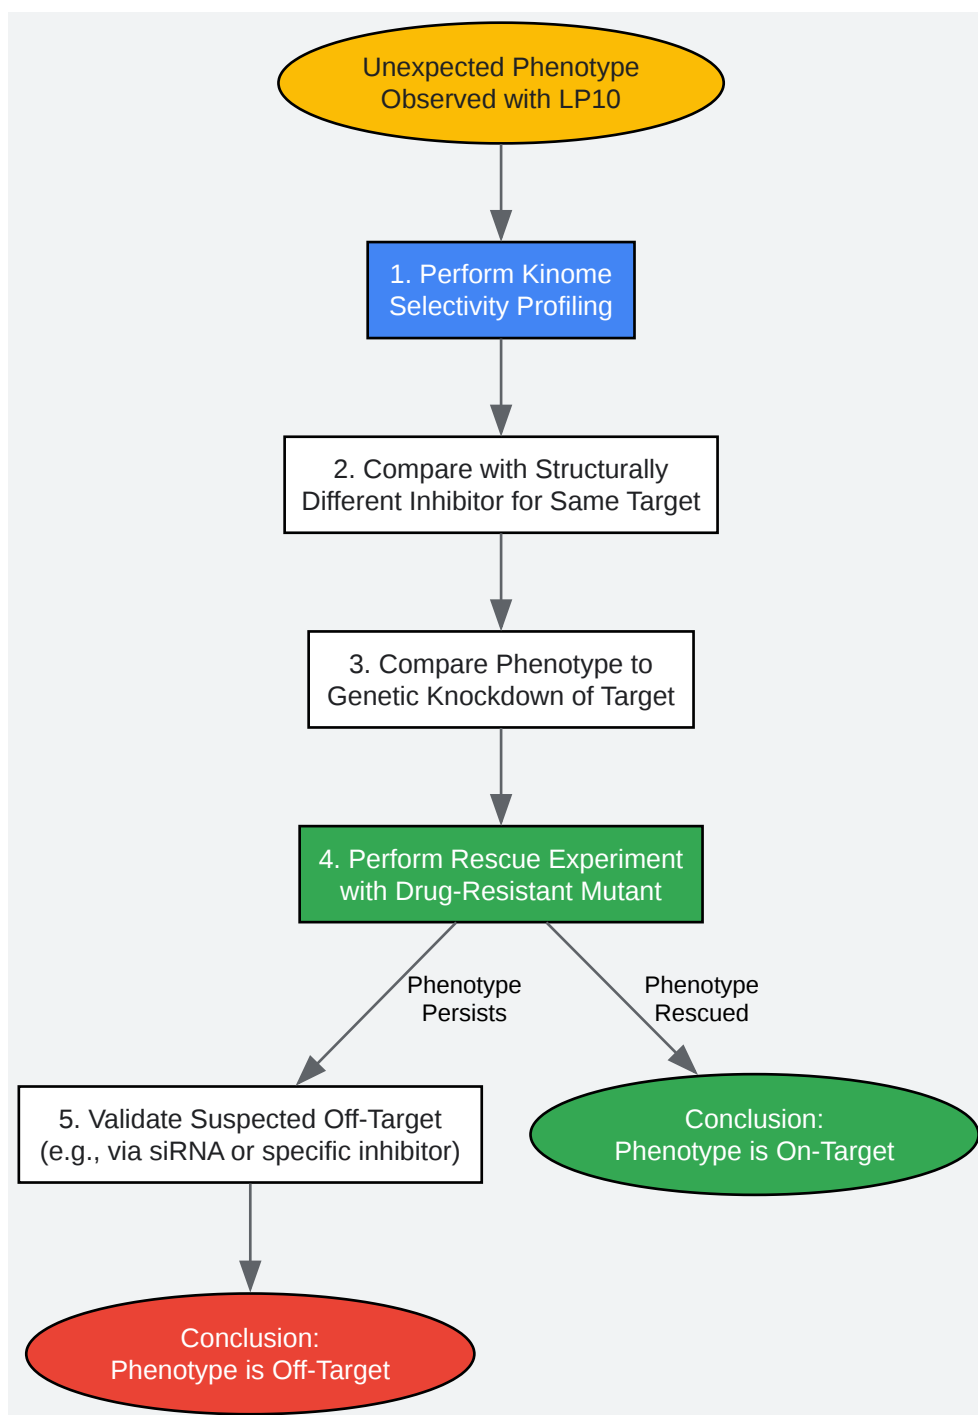 Unexpected Phenotype
Observed with LP10
1. Perform Kinome
Selectivity Profiling
2. Compare with Structurally
Different Inhibitor for Same Target
3. Compare Phenotype to
Genetic Knockdown of Target
4. Perform Rescue Experiment
with Drug-Resistant Mutant
Phenotype
Persists
Phenotype
Rescued
5. Validate Suspected Off-Target
(e.g., via siRNA or specific inhibitor)
Conclusion:
Phenotype is On-Target
Conclusion:
Phenotype is Off-Target